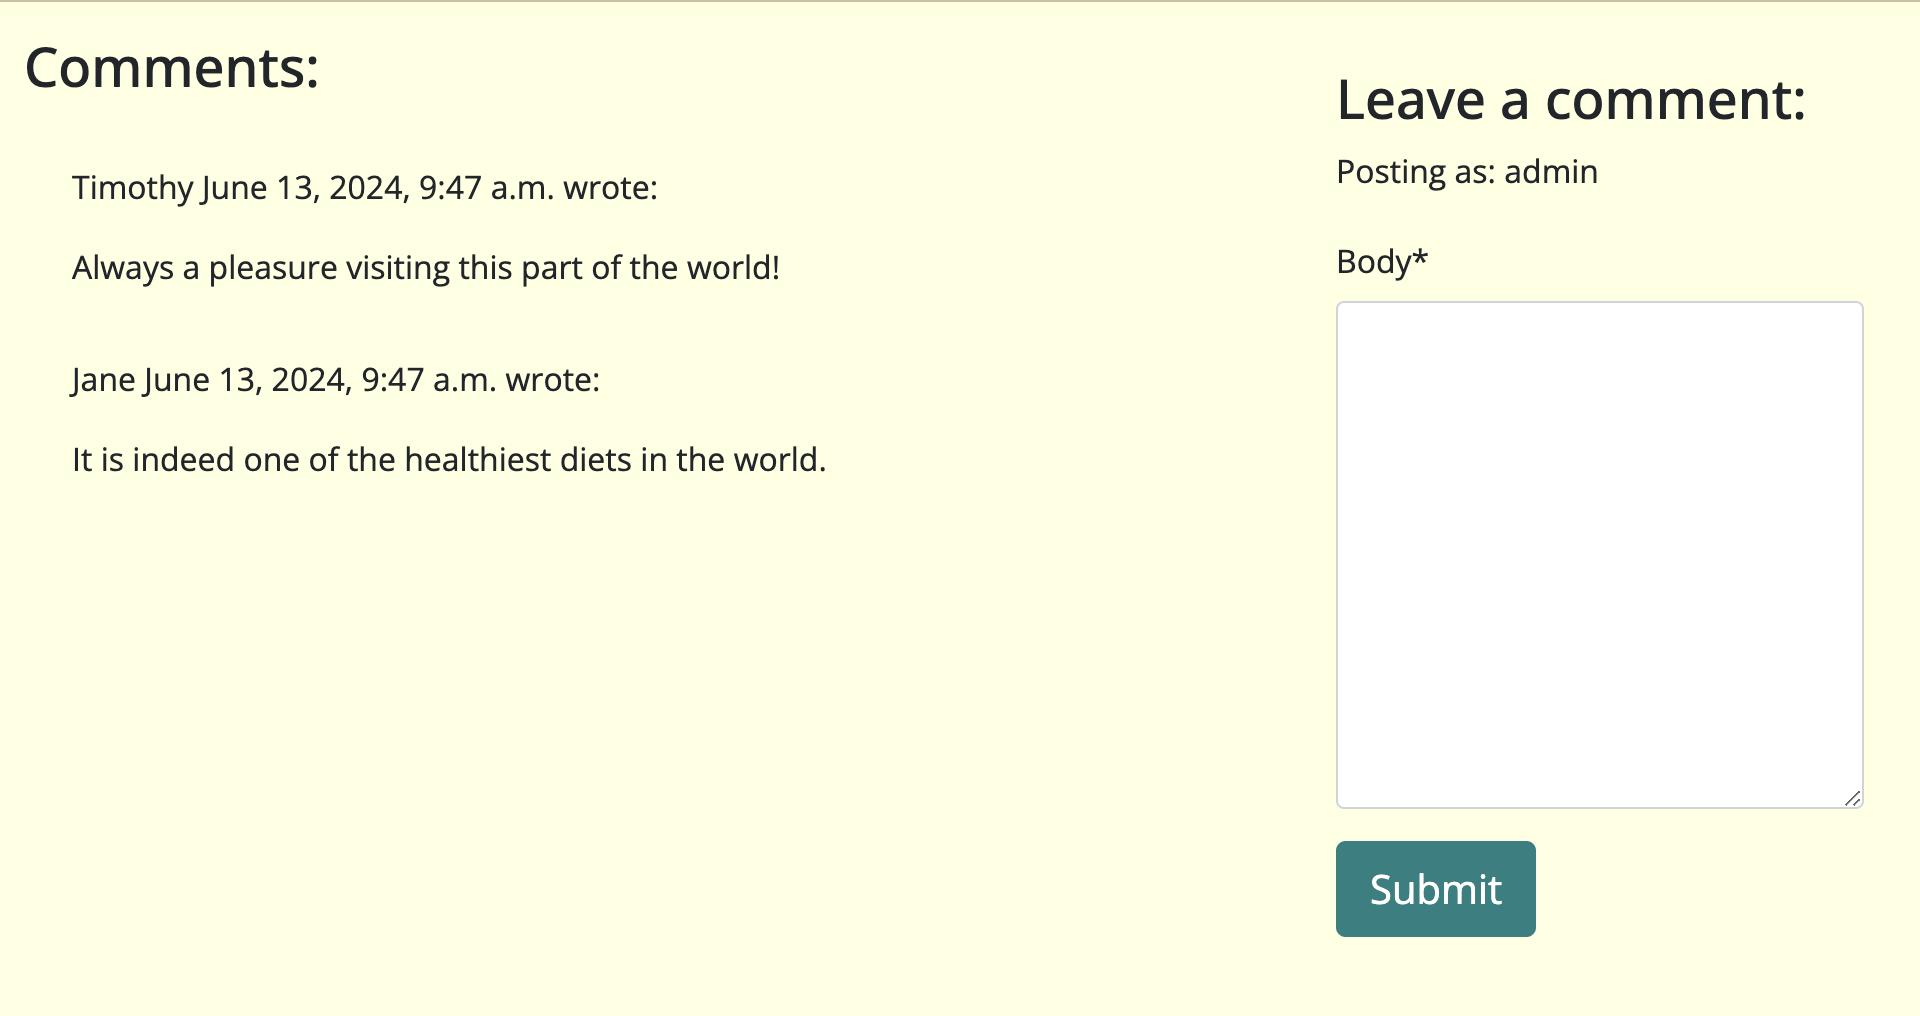 Comments:
Timothy June 13, 2024, 9:47 a.m. wrote:
Always a pleasure visiting this part of the world!
Jane June 13, 2024, 9:47 a.m. wrote:
It is indeed one of the healthiest diets in the world.
Leave a comment:
Posting as: admin
Body*
Submit